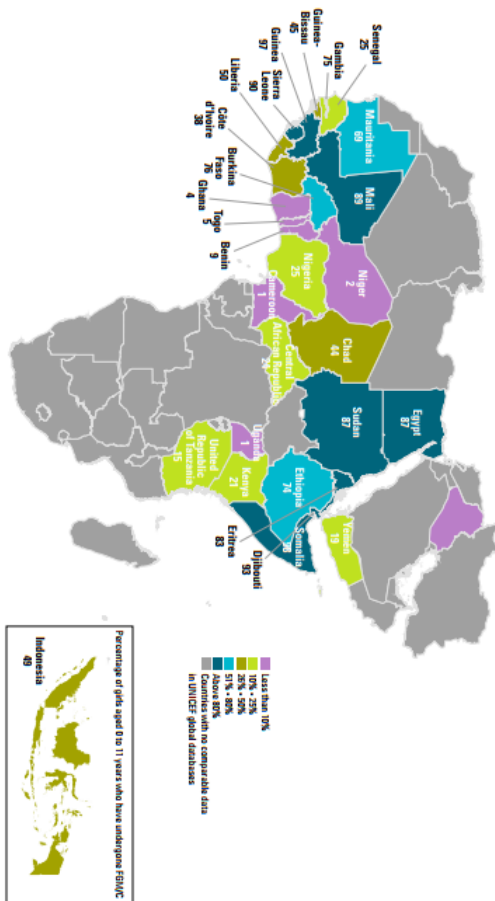 Senegal
25
Gambia
75
Guinea-
Bissau
45
Guinea
97
Sierra
Leone
90
Liberia
50
Côte
d'Ivoire
38
Burkina
Faso
76
Ghana
4
Togo
5
Benin
9
Mauritania
69
Mali
89
Niger
2
Nigeria
25
Cameroon
1
Chad
44
Central
African Republic
24
Egypt
87
Sudan
87
Ethiopia
74
Uganda
1
Kenya
21
United
Republic
of Tanzania
15
Somalia
98
Yemen
19
Djibouti
93
Eritrea
83
Less than 10%
10% - 25%
26% - 50%
51% - 80%
Above 80%
Countries with no comparable data
in UNICEF global databases
Percentage of girls aged 0 to 11 years who have undergone FGM/C
Indonesia
49